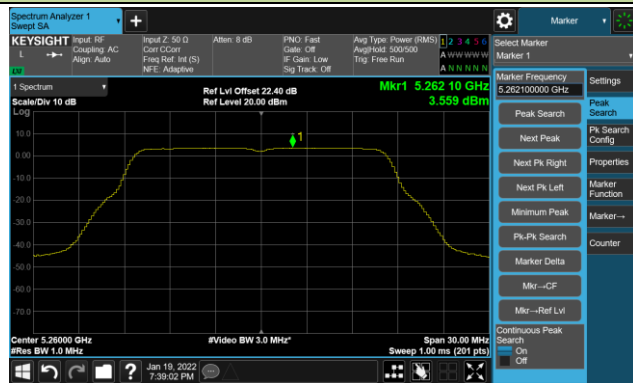 Spectrum Analyzer 1
Swept SA
+
Marker
KEYSIGHT
L
LW
Input: RF
Coupling: AC
Align: Auto
Input Z: 50 Ω
Corr CCorr
Freq Ref: Int (S)
NFE: Adaptive
Atten: 8 dB
PNO: Fast
Gate: Off
IF Gain: Low
Sig Track: Off
Avg Type: Power (RMS)
Avg|Hold: 500/500
Trig: Free Run
1 2 3 4 5 6
A W W W W W
A N N N N N
Select Marker
Marker 1
1 Spectrum
Scale/Div 10 dB
Log
Ref Lvl Offset 22.40 dB
Ref Level 20.00 dBm
Mkr1 5.262 10 GHz
3.559 dBm
1
10.0
0.00
-10.0
-20.0
-30.0
-40.0
-50.0
-60.0
-70.0
Center 5.26000 GHz
#Res BW 1.0 MHz
#Video BW 3.0 MHz*
Span 30.00 MHz
Sweep 1.00 ms (201 pts)
Marker Frequency
5.262100000 GHz
Peak Search
Next Peak
Next Pk Right
Next Pk Left
Minimum Peak
Pk-Pk Search
Marker Delta
Mkr→CF
Mkr→Ref Lvl
Continuous Peak
Search
On
Off
Settings
Peak
Search
Pk Search
Config
Properties
Marker
Function
Marker→
Counter
?
Jan 19, 2022
7:39:02 PM